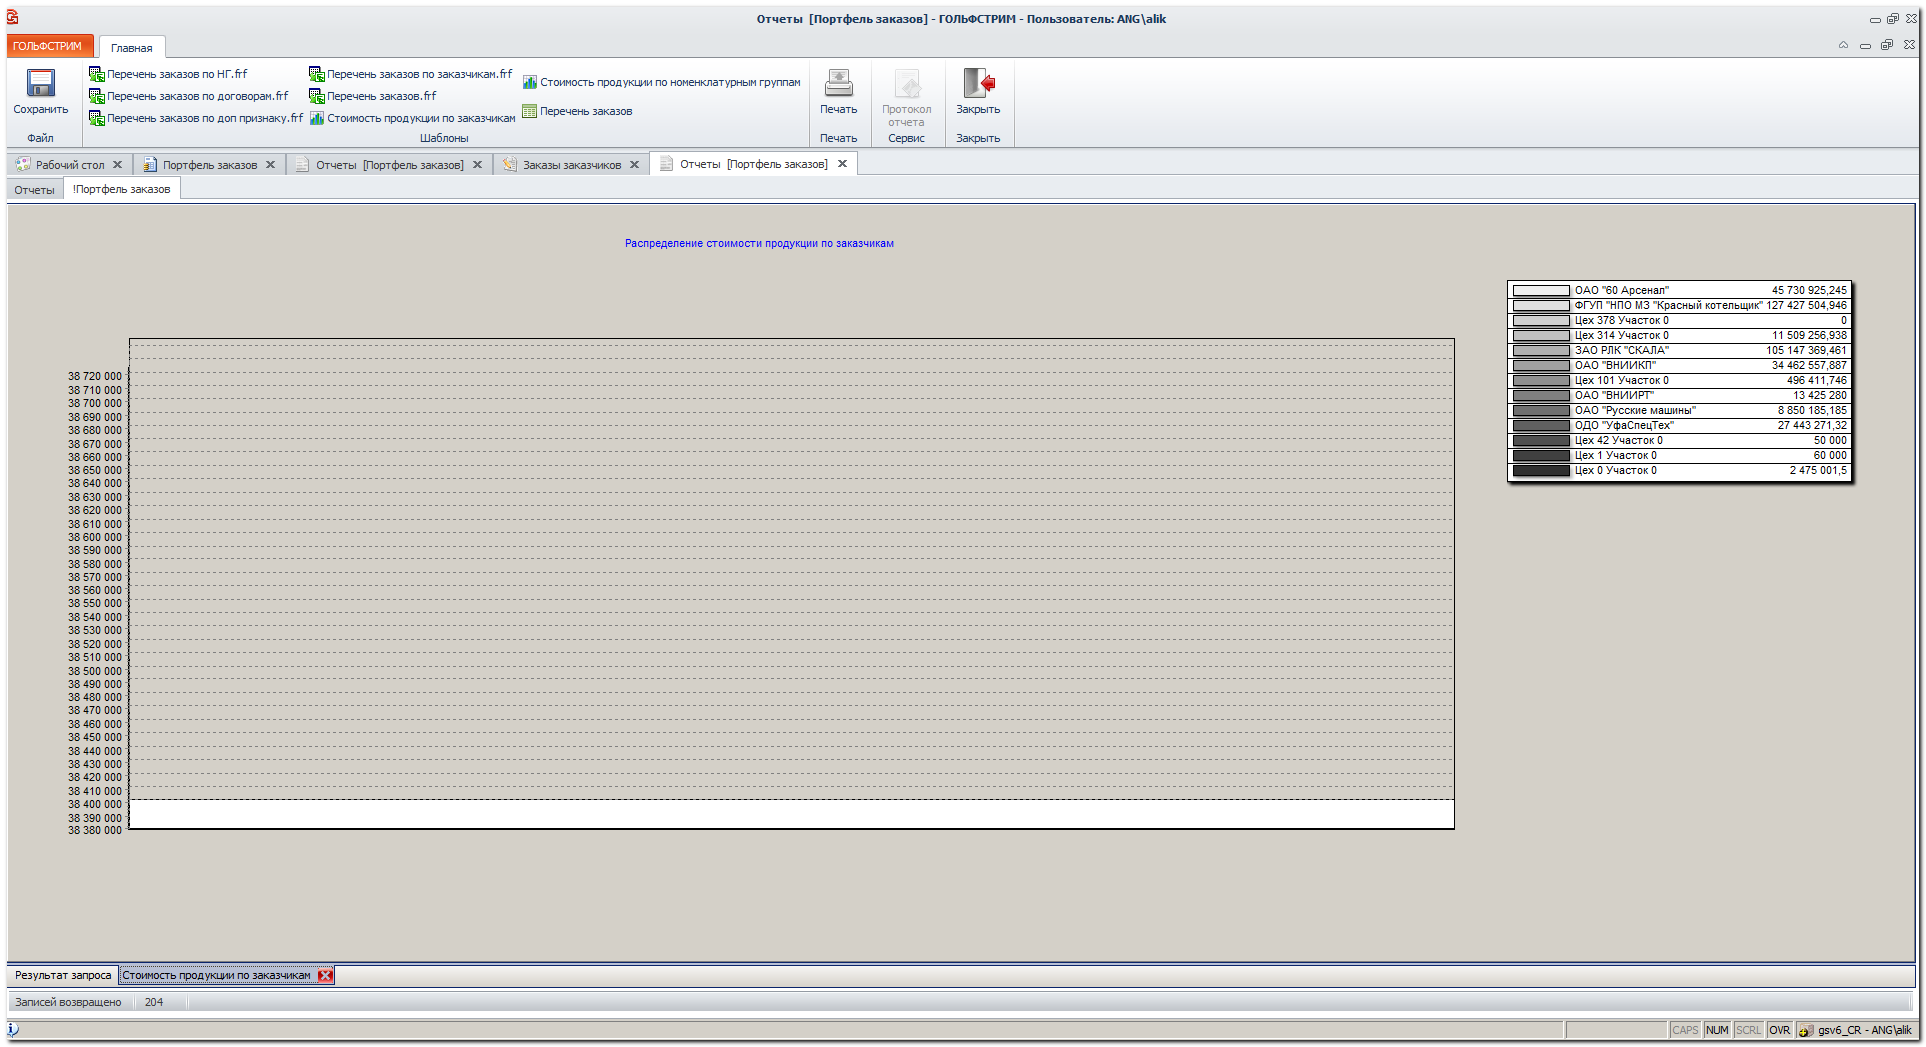 Отчеты [Портфель заказов] - ГОЛЬФСТРИМ - Пользователь: ANG\alik
ГОЛЬФСТРИМ
Главная
Сохранить
Файл
Перечень заказов по НГ.frf
Перечень заказов по договорам.frf
Перечень заказов по доп признаку.frf
Перечень заказов по заказчикам.frf
Перечень заказов.frf
Стоимость продукции по заказчикам
Стоимость продукции по номенклатурным группам
Перечень заказов
Шаблоны
Печать
Печать
Протокол
отчета
Сервис
Закрыть
Закрыть
Рабочий стол
Портфель заказов
Отчеты [Портфель заказов]
Заказы заказчиков
Отчеты [Портфель заказов]
Отчеты
!Портфель заказов
Распределение стоимости продукции по заказчикам
ОАО "60 Арсенал" 45 730 925,245
ФГУП "НПО МЗ "Красный котельщик" 127 427 504,946
Цех 378 Участок 0 0
Цех 314 Участок 0 11 509 256,938
ЗАО РЛК "СКАЛА" 105 147 369,461
ОАО "ВНИИКП" 34 462 557,887
Цех 101 Участок 0 496 411,746
ОАО "ВНИИРТ" 13 425 280
ОАО "Русские машины" 8 850 185,185
ОДО "УфаСпецТех" 27 443 271,32
Цех 42 Участок 0 50 000
Цех 1 Участок 0 60 000
Цех 0 Участок 0 2 475 001,5
38 720 000
38 710 000
38 700 000
38 690 000
38 680 000
38 670 000
38 660 000
38 650 000
38 640 000
38 630 000
38 620 000
38 610 000
38 600 000
38 590 000
38 580 000
38 570 000
38 560 000
38 550 000
38 540 000
38 530 000
38 520 000
38 510 000
38 500 000
38 490 000
38 480 000
38 470 000
38 460 000
38 450 000
38 440 000
38 430 000
38 420 000
38 410 000
38 400 000
38 390 000
38 380 000
Результат запроса
Стоимость продукции по заказчикам
Записей возвращено 204
CAPS NUM SCRL OVR gsv6_CR - ANG\alik